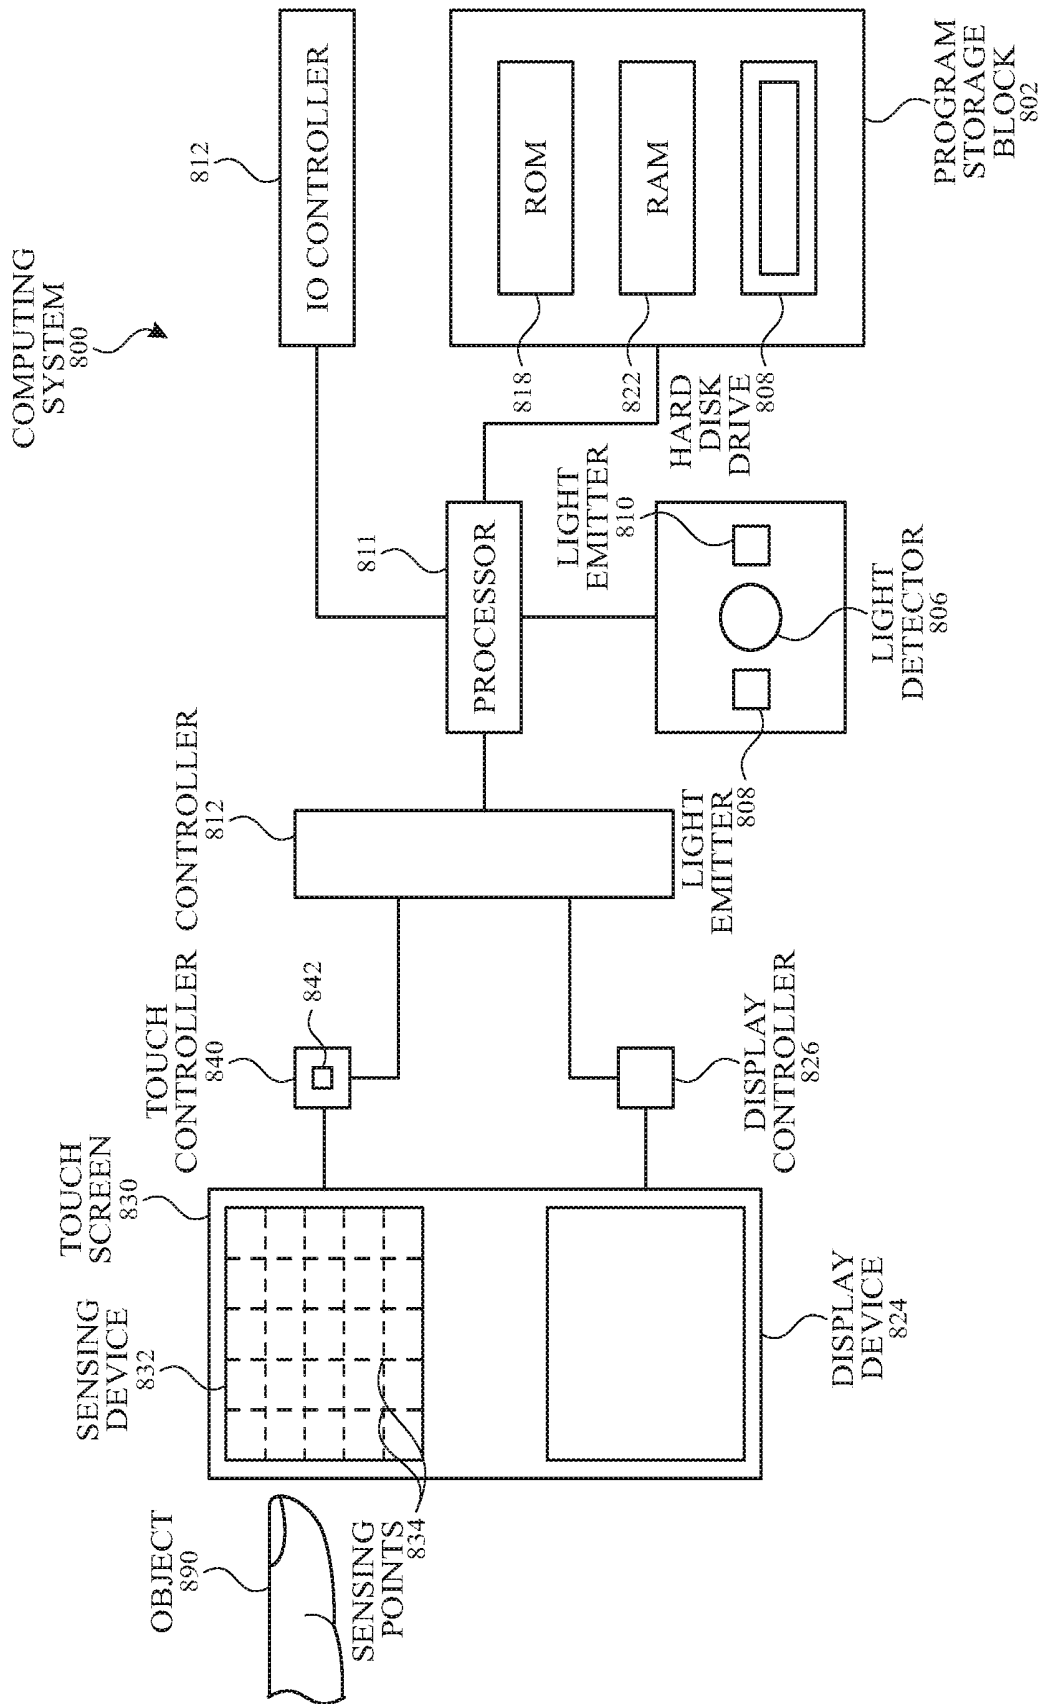 COMPUTING
SYSTEM
800
OBJECT
890
SENSING
DEVICE
832
TOUCH
SCREEN
830
TOUCH
CONTROLLER
840
842
CONTROLLER
812
811
PROCESSOR
812
IO CONTROLLER
SENSING
POINTS
834
DISPLAY
DEVICE
824
DISPLAY
CONTROLLER
826
LIGHT
EMITTER
808
LIGHT
EMITTER
810
LIGHT
DETECTOR
806
818
ROM
822
RAM
HARD
DISK
DRIVE
808
PROGRAM
STORAGE
BLOCK
802